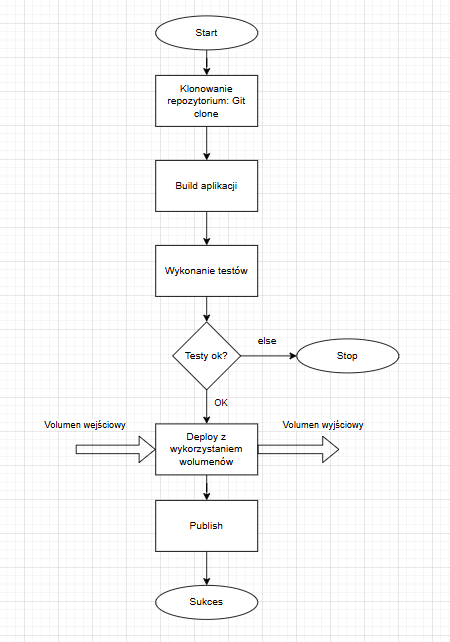 Start
Klonowanie
repozytorium: Git
clone
Build aplikacji
Wykonanie testów
Testy ok?
else
Stop
OK
Volumen wejściowy
Deploy z
wykorzystaniem
wolumenów
Volumen wyjściowy
Publish
Sukces